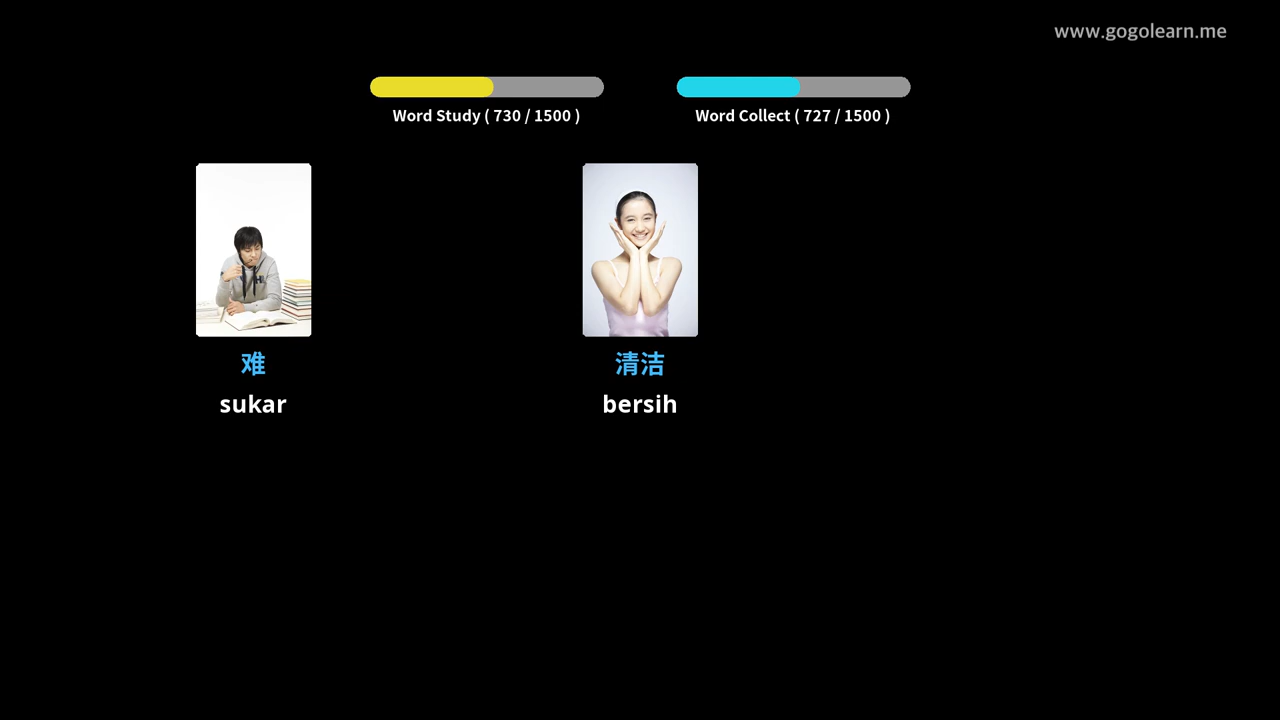 www.gogolearn.me
Word Study ( 730 / 1500 )
Word Collect ( 727 / 1500 )
难
sukar
清洁
bersih